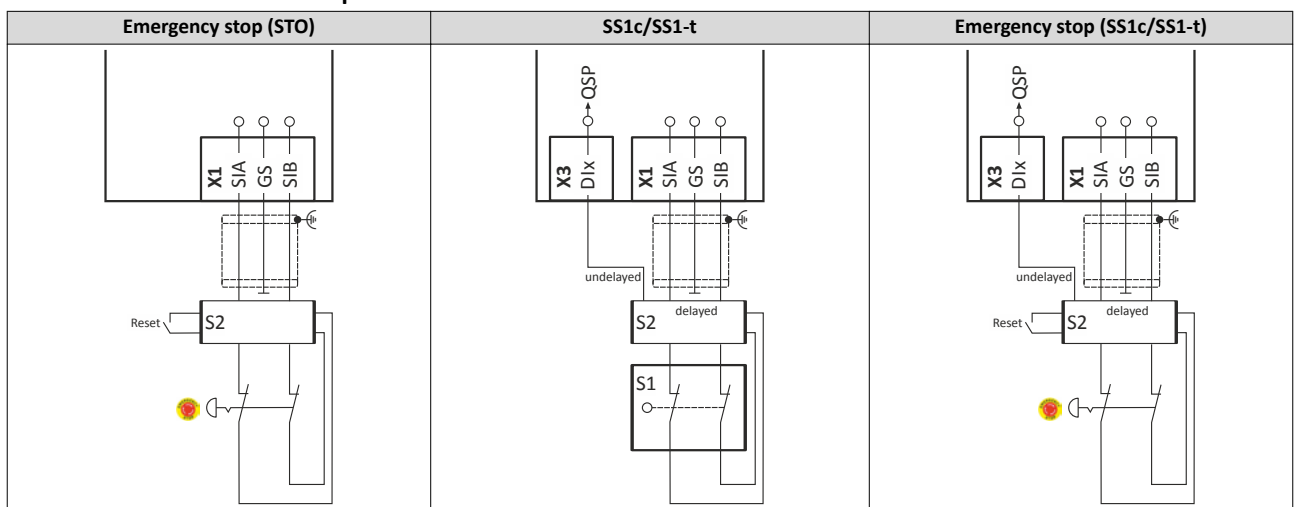 Emergency stop (STO)
SS1c/SS1-t
Emergency stop (SS1c/SS1-t)
X1
SIA
GS
SIB
Reset
S2
QSP
X3
DIx
X1
SIA
GS
SIB
undelayed
delayed
S2
S1
QSP
X3
DIx
X1
SIA
GS
SIB
undelayed
delayed
Reset
S2